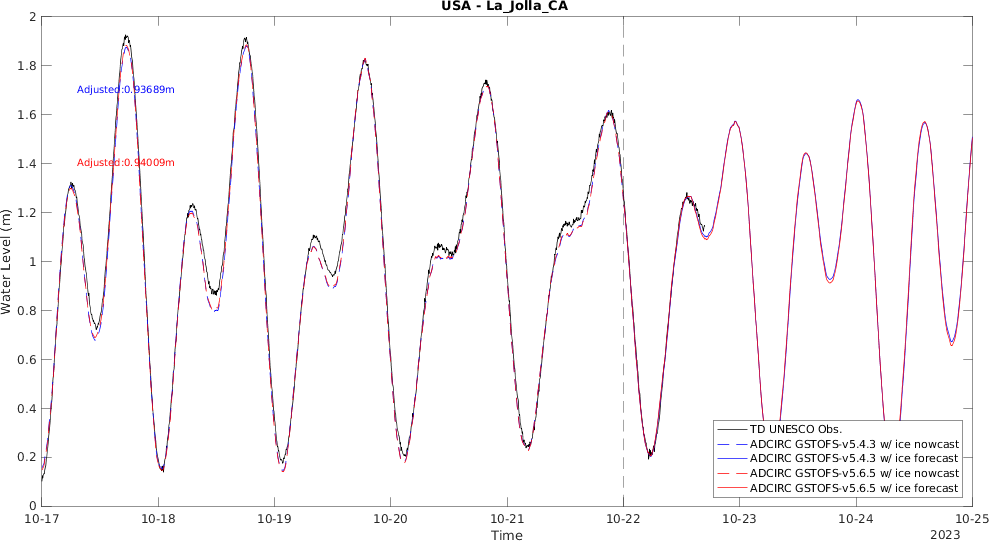 USA - La_Jolla_CA
Water Level (m)
2
1.8
1.6
1.4
1.2
1
0.8
0.6
0.4
0.2
0
Adjusted:0.93689m
Adjusted:0.94009m
TD UNESCO Obs.
ADCIRC GSTOFS-v5.4.3 w/ ice nowcast
ADCIRC GSTOFS-v5.4.3 w/ ice forecast
ADCIRC GSTOFS-v5.6.5 w/ ice nowcast
ADCIRC GSTOFS-v5.6.5 w/ ice forecast
10-17 10-18 10-19 10-20 10-21 10-22 10-23 10-24 10-25
Time
2023